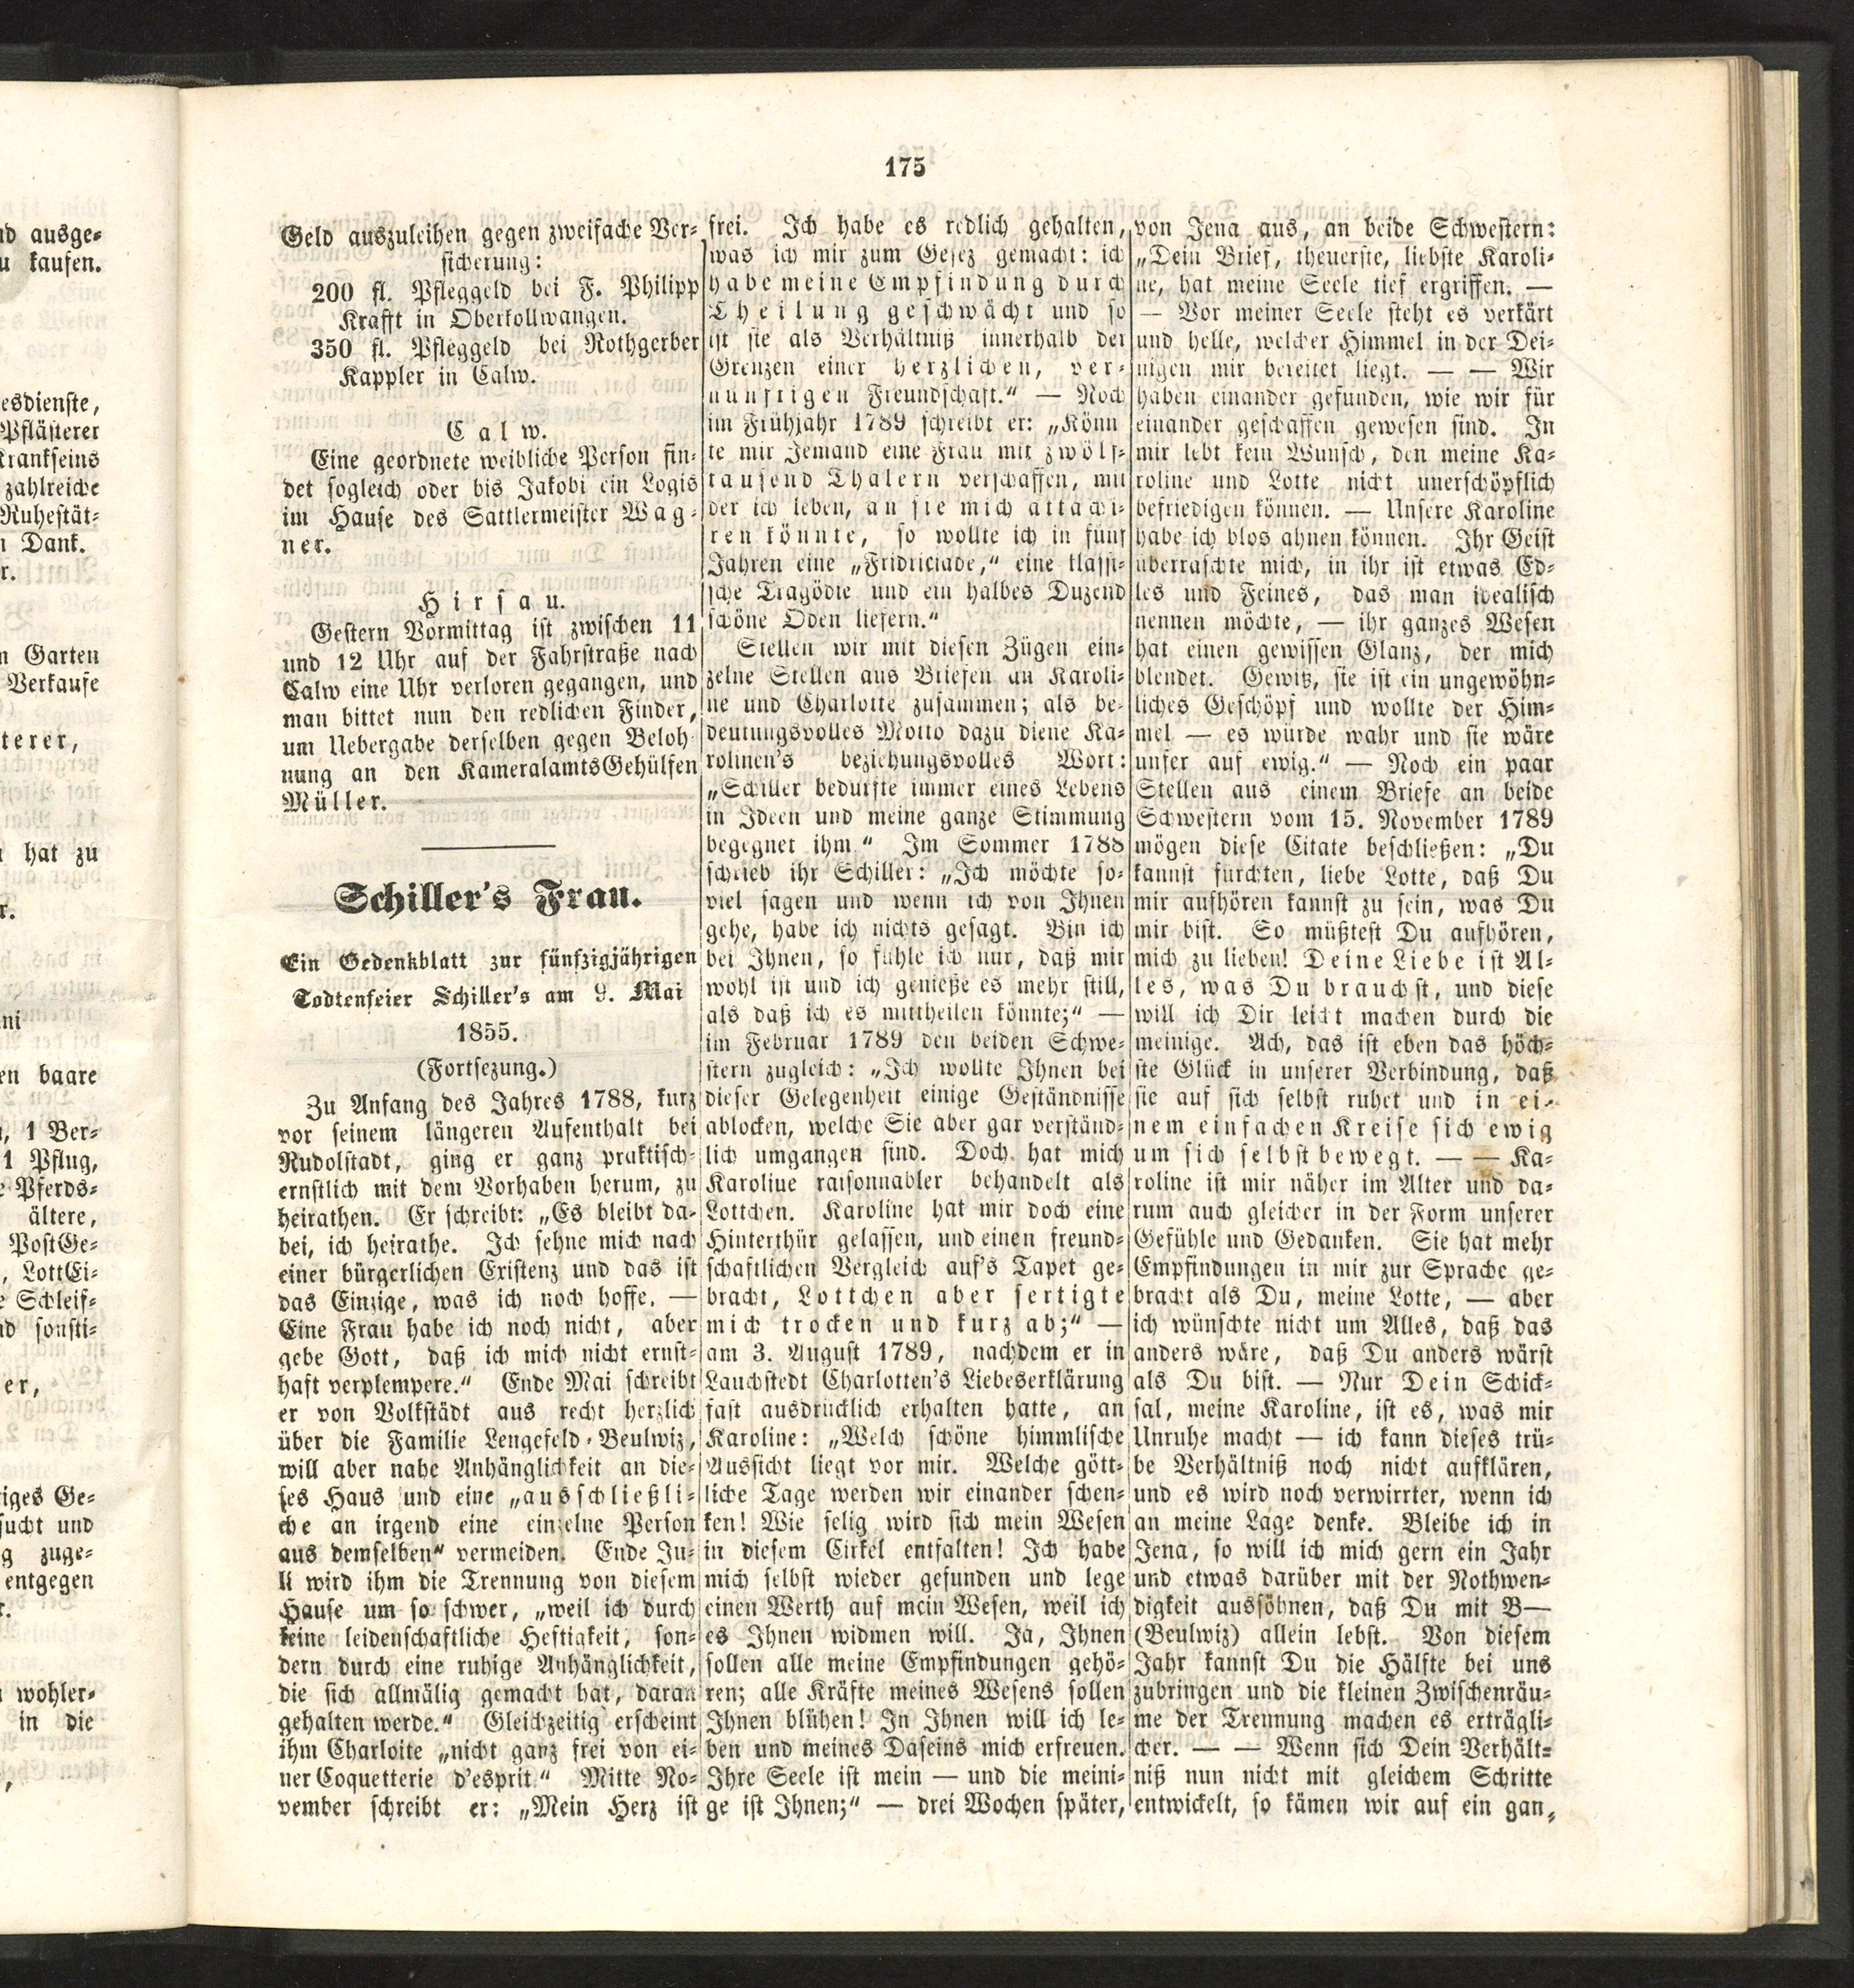 175
Geld auszuleihen gegen zweifache Ver-
sicherung:
200 fl. Pfleggeld bei F. Philipp
Krafft in Oberkollwangen.
350 fl. Pfleggeld bei Rothgerber
Kappler in Calw.
Calw.
Eine geordnete weibliche Person fin-
det sogleich oder bis Jakobi ein Logis
im Hause des Sattlermeister Wag-
ner.
Hirsau.
Gestern Vormittag ist zwischen 11
und 12 Uhr auf der Fahrstraße nach
Calw eine Uhr verloren gegangen, und
man bittet nun den redlichen Finder,
um Uebergabe derselben gegen Beloh-
nung an den KameralamtsGehülfen
Müller.
Schiller's Frau.
Ein Gedenkblatt zur fünfzigjährigen
Todtenfeier Schiller's am 9. Mai
1855.
(Fortsezung.)
Zu Anfang des Jahres 1788, kurz
vor seinem längeren Aufenthalt bei
Rudolstadt, ging er ganz praktisch-
ernstlich mit dem Vorhaben herum, zu
heirathen. Er schreibt: „Es bleibt da-
bei, ich heirathe. Ich sehne mich nach
einer bürgerlichen Existenz und das ist
das Einzige, was ich noch hoffe. —
Eine Frau habe ich noch nicht, aber
gebe Gott, daß ich mich nicht ernst-
haft verplempere.“ Ende Mai schreibt
er von Volkstädt aus recht herzlich
über die Familie Lengefeld-Beulwiz,
will aber nahe Anhänglichkeit an die-
ses Haus und eine „ausschließli-
che an irgend eine einzelne Person
aus demselben“ vermeiden. Ende Ju-
li wird ihm die Trennung von diesem
Hause um so schwer, „weil ich durch
keine leidenschaftliche Heftigkeit, son-
dern durch eine ruhige Anhänglichkeit,
die sich allmälig gemacht hat, daran
gehalten werde.“ Gleichzeitig erscheint
ihm Charloite „nicht ganz frei von ei-
ner Coquetterie d'esprit.“ Mitte No-
vember schreibt er: „Mein Herz ist
frei. Ich habe es redlich gehalten,
was ich mir zum Gesez gemacht: ich
habe meine Empfindung durch
Theilung geschwächt und so
ist sie als Verhältniß innerhalb der
Grenzen einer herzlichen, ver-
nünftigen Freundschaft.“ — Noch
im Frühjahr 1789 schreibt er: „Könn
te mir Jemand eine Frau mit zwölf-
tausend Thalern verschaffen, mit
der ich leben, an sie mich attachi-
ren könnte, so wollte ich in fünf
Jahren eine „Fridriciade,“ eine klassi-
sche Tragödie und ein halbes Duzend
schöne Oden liefern.“
Stellen wir mit diesen Zügen ein-
zelne Stellen aus Briefen an Karoli-
ne und Charlotte zusammen; als be-
deutungsvolles Motto dazu diene Ka-
rolinen's beziehungsvolles Wort:
„Schiller bedurfte immer eines Lebens
in Ideen und meine ganze Stimmung
begegnet ihm.“ Im Sommer 1788
schrieb ihr Schiller: „Ich möchte so-
viel sagen und wenn ich von Ihnen
gehe, habe ich nichts gesagt. Bin ich
bei Ihnen, so fühle ich nur, daß mir
wohl ist und ich genieße es mehr still,
als daß ich es mittheilen könnte;“ —
im Februar 1789 den beiden Schwe-
stern zugleich: „Ich wollte Ihnen bei
dieser Gelegenheit einige Geständnisse
ablocken, welche Sie aber gar verständ-
lich umgangen sind. Doch hat mich
Karoline raisonnabler behandelt als
Lottchen. Karoline hat mir doch eine
Hinterthür gelassen, und einen freund-
schaftlichen Vergleich auf's Tapet ge-
bracht, Lottchen aber fertigte
mich trocken und kurz ab;“ —
am 3. August 1789, nachdem er in
Lauchstedt Charlotten's Liebeserklärung
fast ausdrücklich erhalten hatte, an
Karoline: „Welch schöne himmlische
Aussicht liegt vor mir. Welche gött-
liche Tage werden wir einander schen-
ken! Wie selig wird sich mein Wesen
in diesem Cirkel entfalten! Ich habe
mich selbst wieder gefunden und lege
einen Werth auf mein Wesen, weil ich
es Ihnen widmen will. Ja, Ihnen
sollen alle meine Empfindungen gehö-
ren; alle Kräfte meines Wesens sollen
Ihnen blühen! In Ihnen will ich le-
ben und meines Daseins mich erfreuen.
Ihre Seele ist mein — und die meini-
ge ist Ihnen;“ — drei Wochen später,
von Jena aus, an beide Schwestern:
„Dein Brief, theuerste, liebste Karoli-
ne, hat meine Seele tief ergriffen. —
— Vor meiner Seele steht es verkärt
und helle, welcher Himmel in der Dei-
nigen mir bereitet liegt. — — Wir
haben einander gefunden, wie wir für
einander geschaffen gewesen sind. In
mir lebt kein Wunsch, den meine Ka-
roline und Lotte nicht unerschöpflich
befriedigen können. — Unsere Karoline
habe ich blos ahnen können. Ihr Geist
überraschte mich, in ihr ist etwas Ed-
les und Feines, das man idealisch
nennen möchte, — ihr ganzes Wesen
hat einen gewissen Glanz, der mich
blendet. Gewiß, sie ist ein ungewöhn-
liches Geschöpf und wollte der Him-
mel — es würde wahr und sie wäre
unser auf ewig.“ — Noch ein paar
Stellen aus einem Briefe an beide
Schwestern vom 15. November 1789
mögen diese Citate beschließen: „Du
kannst fürchten, liebe Lotte, daß Du
mir aufhören kannst zu sein, was Du
mir bist. So müßtest Du aufhören,
mich zu lieben! Deine Liebe ist Al-
les, was Du brauchst, und diese
will ich Dir leicht machen durch die
meinige. Ach, das ist eben das höch-
ste Glück in unserer Verbindung, daß
sie auf sich selbst ruhet und in ei-
nem einfachen Kreise sich ewig
um sich selbst bewegt. — — Ka-
roline ist mir näher im Alter und da-
rum auch gleicher in der Form unserer
Gefühle und Gedanken. Sie hat mehr
Empfindungen in mir zur Sprache ge-
bracht als Du, meine Lotte, — aber
ich wünschte nicht um Alles, daß das
anders wäre, daß Du anders wärst
als Du bist. — Nur Dein Schick-
sal, meine Karoline, ist es, was mir
Unruhe macht — ich kann dieses trü-
be Verhältniß noch nicht aufklären,
und es wird noch verwirrter, wenn ich
an meine Lage denke. Bleibe ich in
Jena, so will ich mich gern ein Jahr
und etwas darüber mit der Nothwen-
digkeit aussöhnen, daß Du mit B—
(Beulwiz) allein lebst. Von diesem
Jahr kannst Du die Hälfte bei uns
zubringen und die kleinen Zwischenräu-
me der Trennung machen es erträgli-
cher. — — Wenn sich Dein Verhält-
niß nun nicht mit gleichem Schritte
entwickelt, so kämen wir auf ein gan-